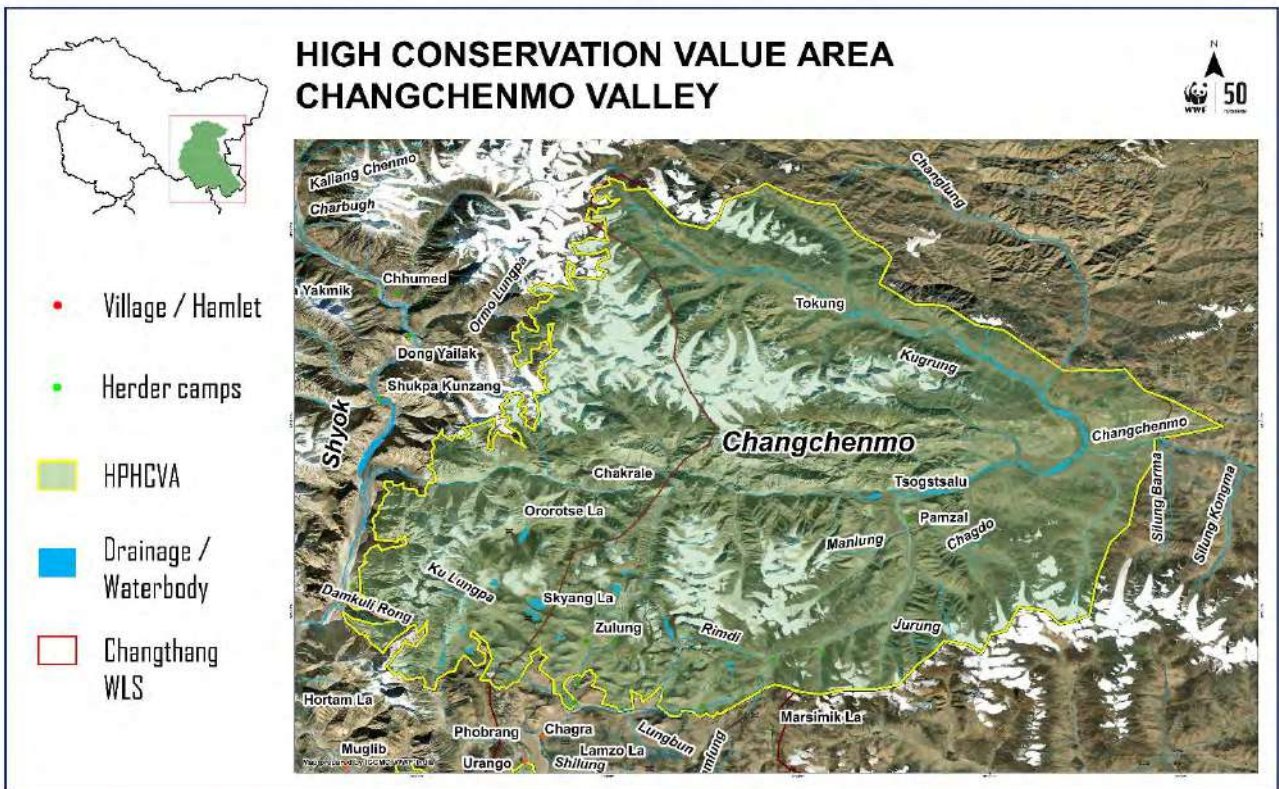 HIGH CONSERVATION VALUE AREA
CHANGCHENMO VALLEY
N
WWF
50
Village / Hamlet
Herder camps
HPHCVA
Drainage /
Waterbody
Changthang
WLS
Kallang Chenmo
Charbugh
Changlung
Chhumed
Yakmik
Ormo Lungpa
Tokung
Dong Yailak
Kugrung
Shukpa Kunzang
Shyok
Changchenmo
Changchenmo
Chakrale
Tsogstsalu
Silung Barma
Silung Kongma
Ororotse La
Pamzal
Manlung
Chagdo
Ku Lungpa
Skyang La
Damkuli Rong
Zulung
Rimdi
Jurung
Hortam La
Marsimik La
Phobrang
Chagra
Lungbun
Muglib
Lamzo La
Urango
Shilung